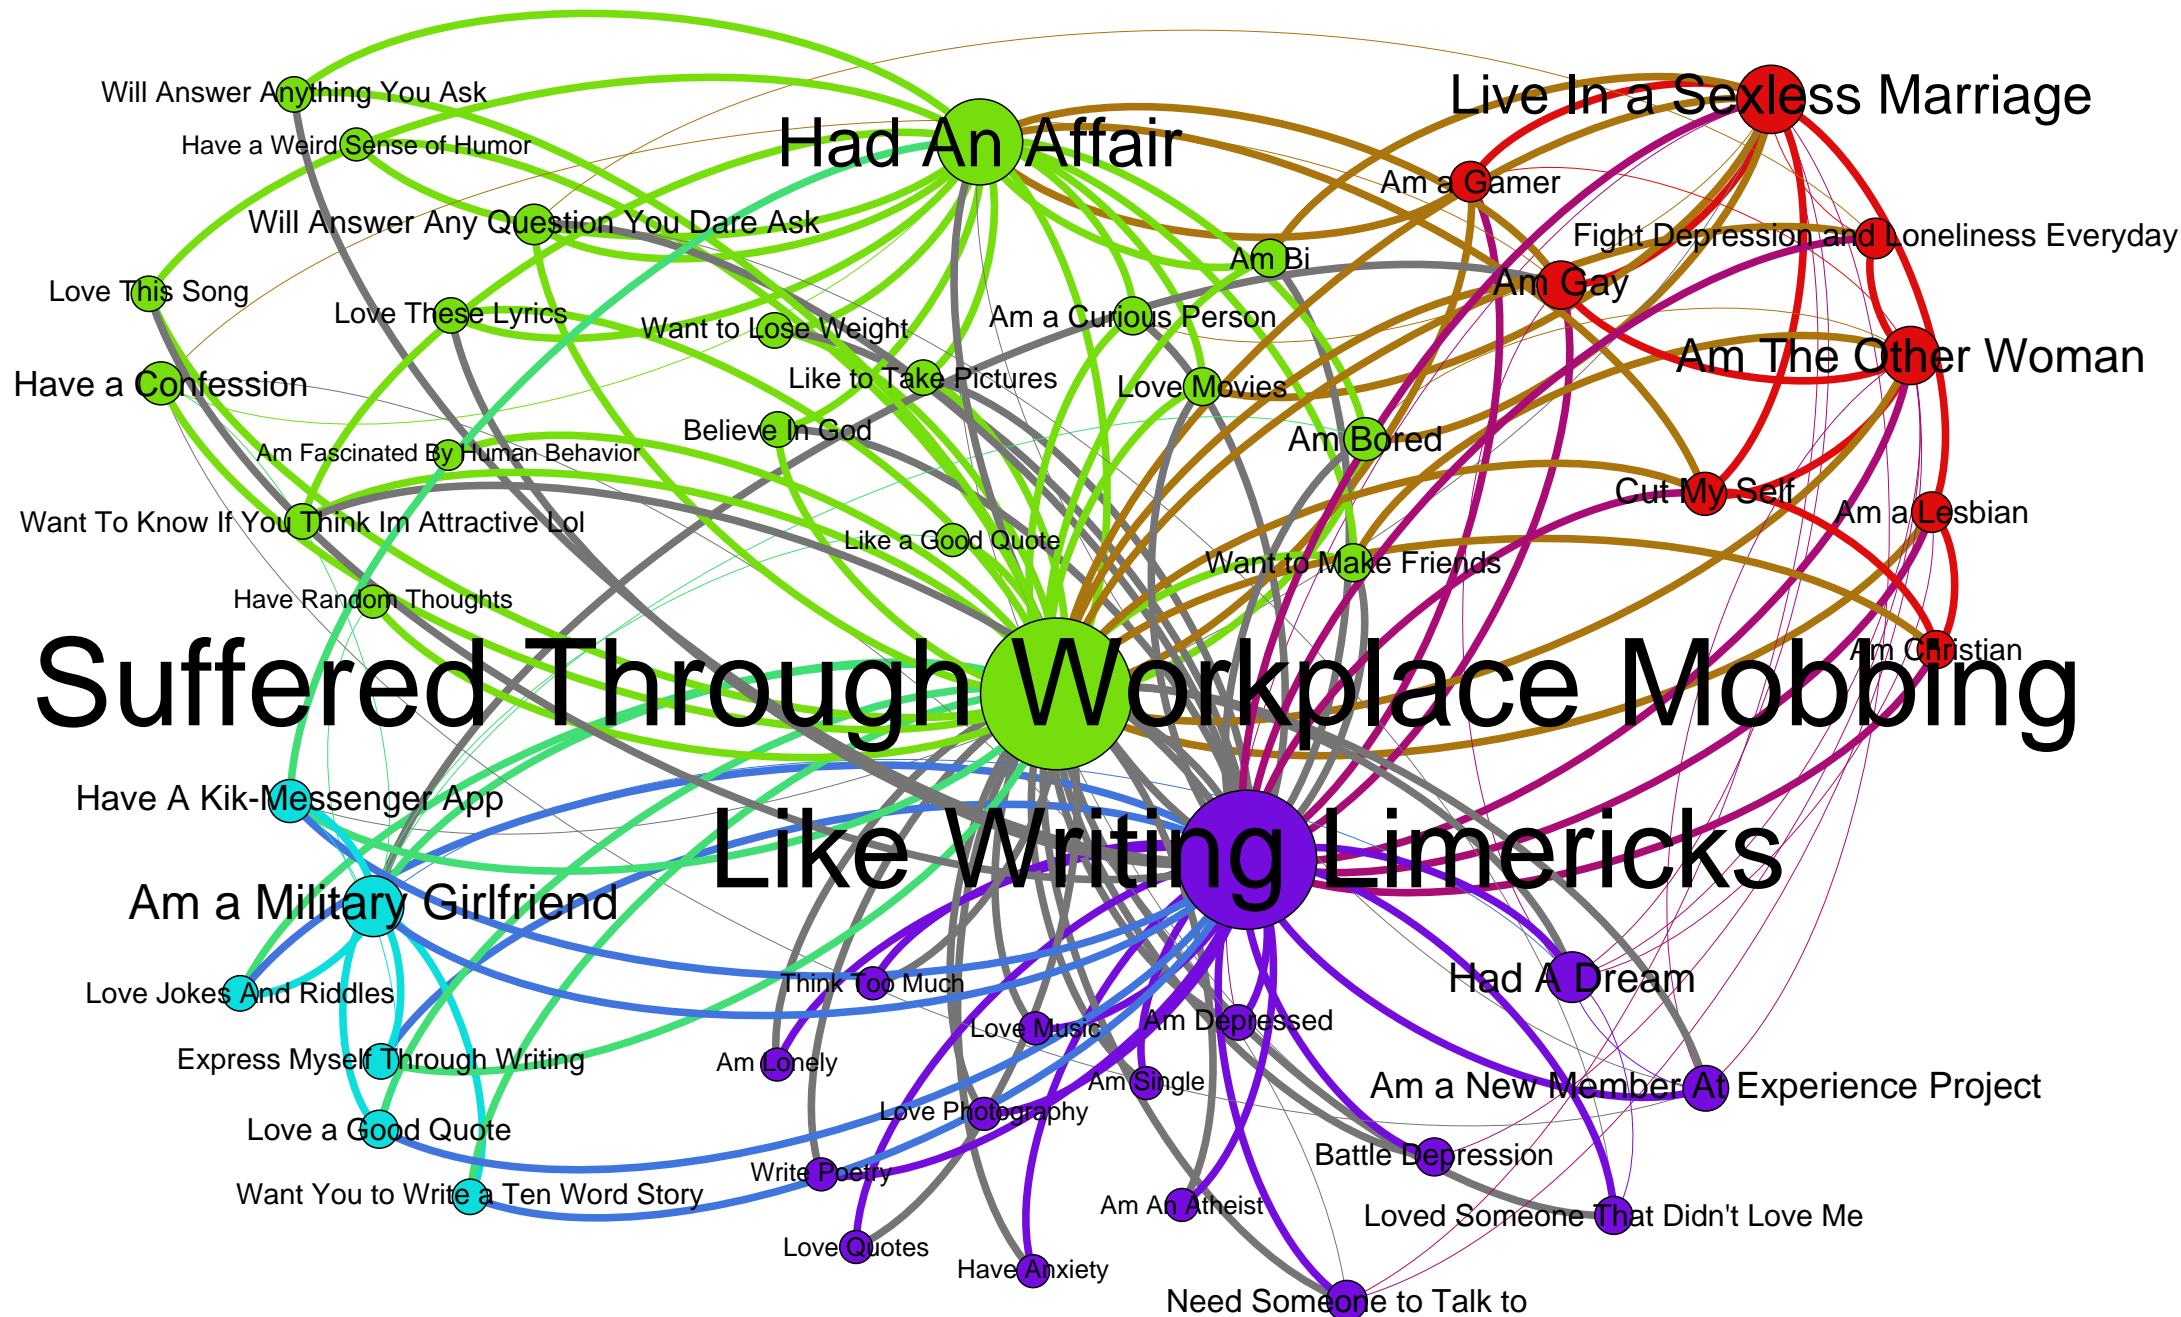 Will Answer Anything You Ask
Have a Weird Sense of Humor
Had An Affair
Live In a Sexless Marriage
Am a Gamer
Will Answer Any Question You Dare Ask
Fight Depression and Loneliness Everyday
Am Bi
Am Gay
Love This Song
Love These Lyrics
Want to Lose Weight
Am a Curious Person
Am The Other Woman
Have a Confession
Like to Take Pictures
Love Movies
Believe In God
Am Bored
Am Fascinated By Human Behavior
Cut My Self
Am a Lesbian
Want To Know If You Think Im Attractive Lol
Like a Good Quote
Want to Make Friends
Have Random Thoughts
Am Christian
Suffered Through Workplace Mobbing
Have A Kik-Messenger App
Like Writing Limericks
Am a Military Girlfriend
Love Jokes And Riddles
Think Too Much
Had A Dream
Love Music
Am Depressed
Express Myself Through Writing
Am Lonely
Am Single
Am a New Member At Experience Project
Love Photography
Love a Good Quote
Battle Depression
Write Poetry
Want You to Write a Ten Word Story
Am An Atheist
Loved Someone That Didn't Love Me
Love Quotes
Have Anxiety
Need Someone to Talk to